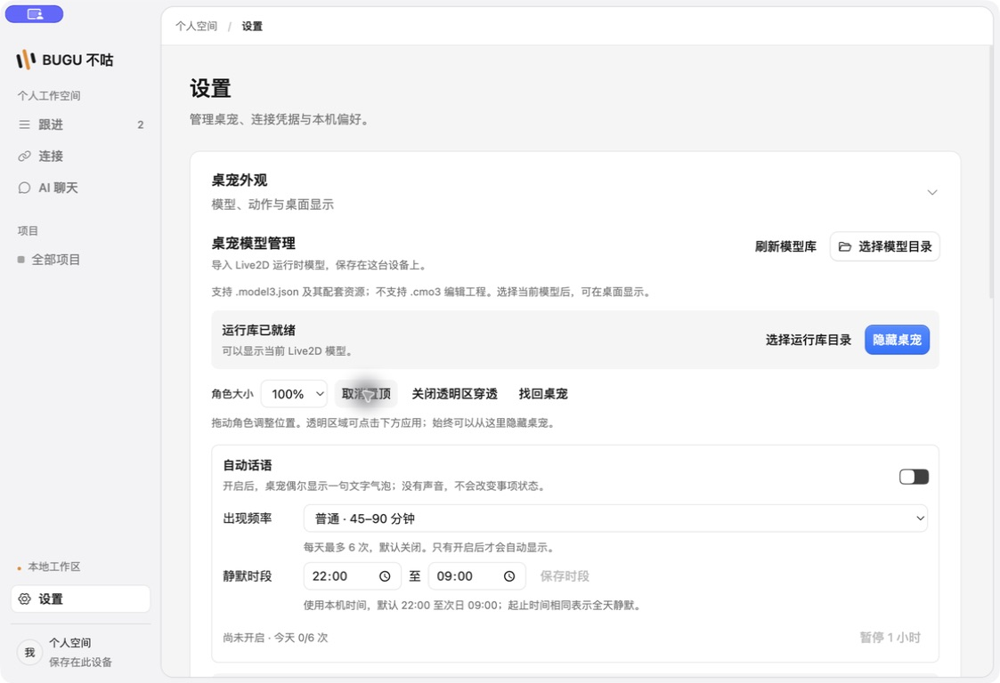 个人空间 / 设置
BUGU 不咕
个人工作空间
跟进 2
连接
AI 聊天
项目
全部项目
本地工作区
设置
我
个人空间
保存在此设备
设置
管理桌宠、连接凭据与本机偏好。
桌宠外观
模型、动作与桌面显示
桌宠模型管理
导入 Live2D 运行时模型，保存在这台设备上。
刷新模型库 选择模型目录
支持 .model3.json 及其配套资源；不支持 .cmo3 编辑工程。选择当前模型后，可在桌面显示。
运行库已就绪
可以显示当前 Live2D 模型。
选择运行库目录 隐藏桌宠
角色大小 100% 取消置顶 关闭透明区穿透 找回桌宠
拖动角色调整位置。透明区域可点击下方应用；始终可以从这里隐藏桌宠。
自动话语
开启后，桌宠偶尔显示一句文字气泡；没有声音，不会改变事项状态。
出现频率 普通 · 45–90 分钟
每天最多 6 次，默认关闭。只有开启后才会自动显示。
静默时段 22:00 至 09:00 保存时段
使用本机时间，默认 22:00 至次日 09:00；起止时间相同表示全天静默。
尚未开启 · 今天 0/6 次 暂停 1 小时